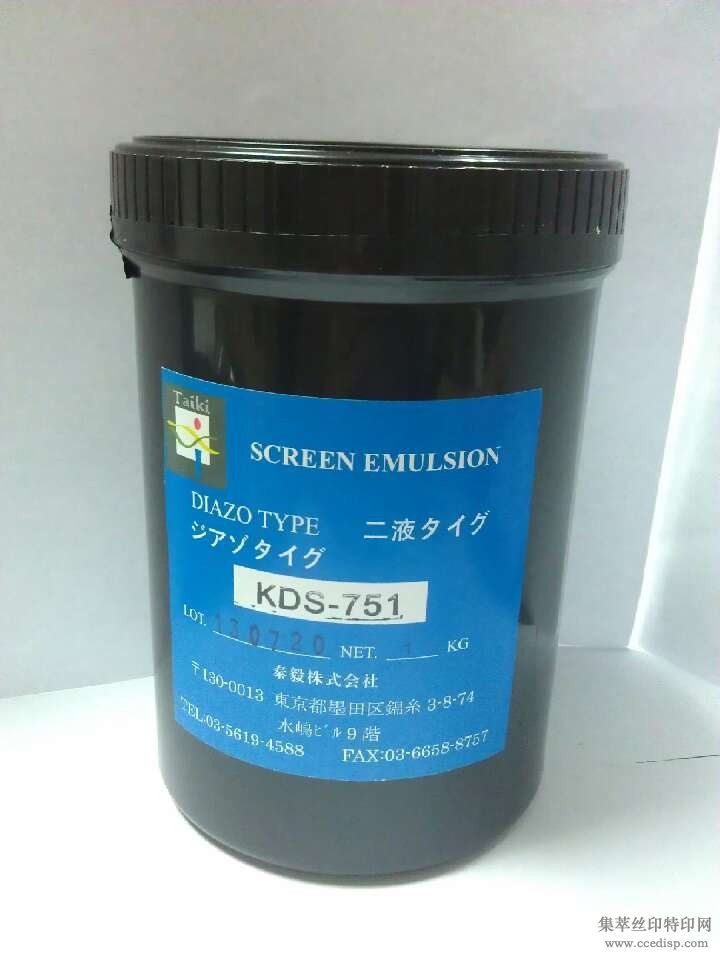 Taiki
SCREEN EMULSION
DIAZO TYPE 二液タイグ
ジアゾタイグ
KDS-751
LOT. 130720 NET. 1 KG
泰毅株式会社
〒130-0013 東京都墨田区錦糸 3-8-74
水嶋ビル9階
TEL:03-5619-4588 FAX:03-6658-8757
集萃丝印特印网
www.ccedisp.com